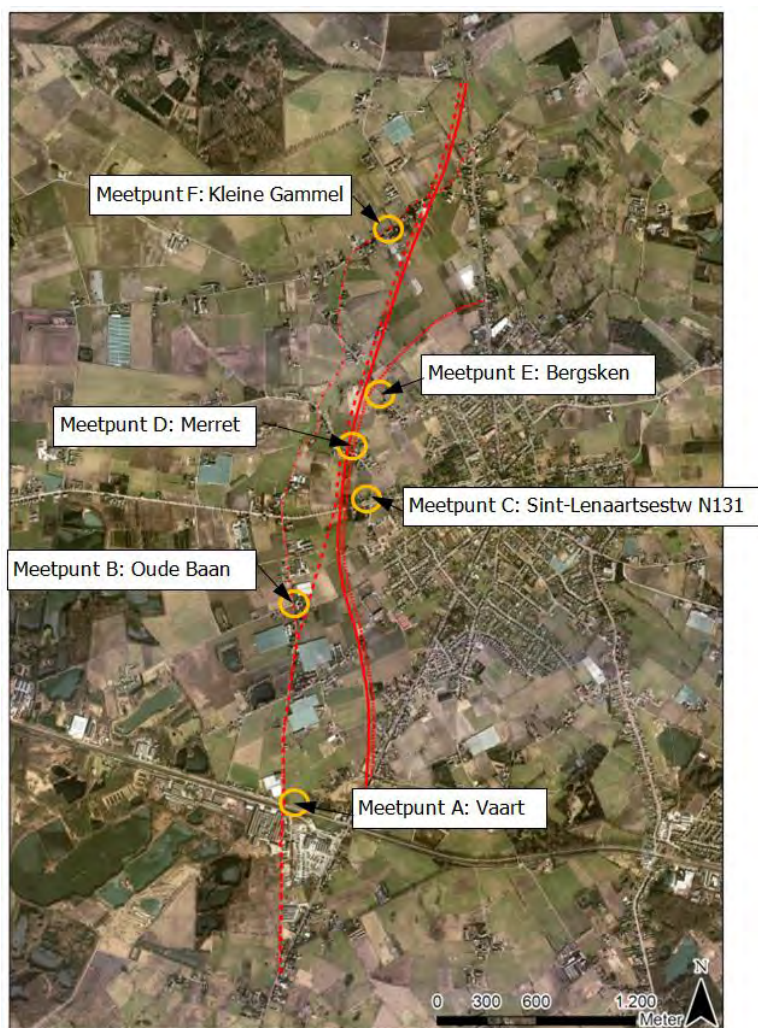 Meetpunt F: Kleine Gammel
Meetpunt E: Bergsken
Meetpunt D: Merret
Meetpunt C: Sint-Lenaartsestw N131
Meetpunt B: Oude Baan
Meetpunt A: Vaart
N
0 300 600 1.200
Meter